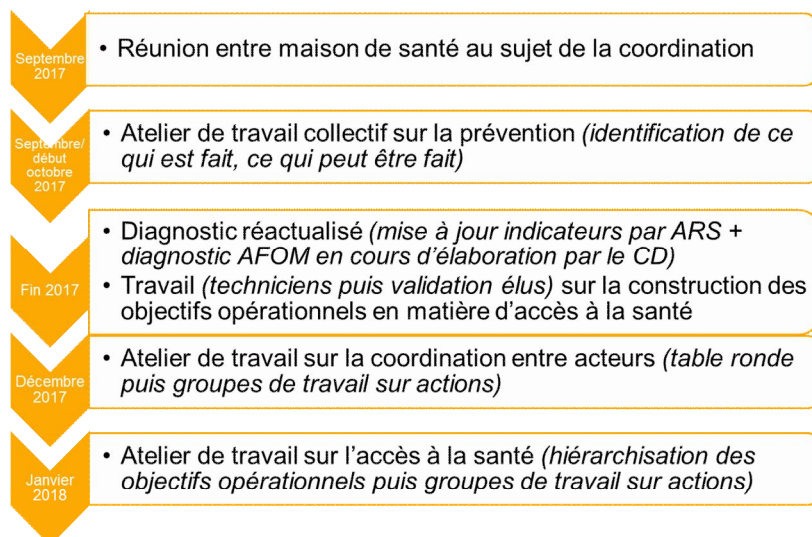 Septembre
2017
• Réunion entre maison de santé au sujet de la coordination
Septembre/
début
octobre
2017
• Atelier de travail collectif sur la prévention (identification de ce
qui est fait, ce qui peut être fait)
Fin 2017
• Diagnostic réactualisé (mise à jour indicateurs par ARS +
diagnostic AFOM en cours d'élaboration par le CD)
• Travail (techniciens puis validation élus) sur la construction des
objectifs opérationnels en matière d'accès à la santé
Décembre
2017
• Atelier de travail sur la coordination entre acteurs (table ronde
puis groupes de travail sur actions)
Janvier
2018
• Atelier de travail sur l'accès à la santé (hiérarchisation des
objectifs opérationnels puis groupes de travail sur actions)